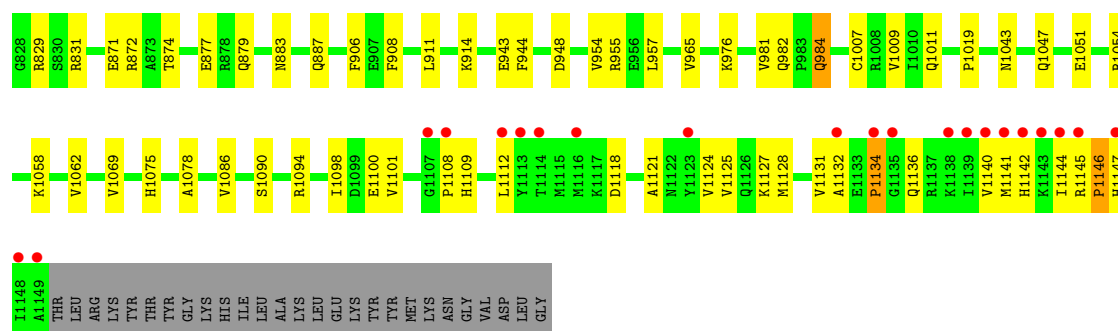 G828 R829 S830 R831 E871 R872 A873 T874 E877 R878 Q879 N883 Q887 F906 E907 F908 L911 K914 E943 F944 D948 V954 R955 E956 L957 V965 K976 V981 Q982 P983 Q984 C1007 R1008 V1009 I1010 Q1011 P1019 N1043 Q1047 E1051
K1058 V1062 V1069 H1075 A1078 V1086 S1090 R1094 I1098 D1099 E1100 V1101 G1107 P1108 H1109 L1112 Y1113 T1114 M1115 M1116 K1117 D1118 A1121 N1122 Y1123 V1124 V1125 Q1126 K1127 M1128 V1131 A1132 E1133 P1134 G1135 Q1136 R1137 K1138 I1139 V1140 M1141 H1142 K1143 I1144 R1145 P1146 H1147
I1148 A1149 THR LEU ARG LYS TYR THR TYR GLY LYS HIS ILE LEU ALA LYS LEU GLU LYS TYR TYR MET LYS ASN GLY VAL ASP LEU GLY